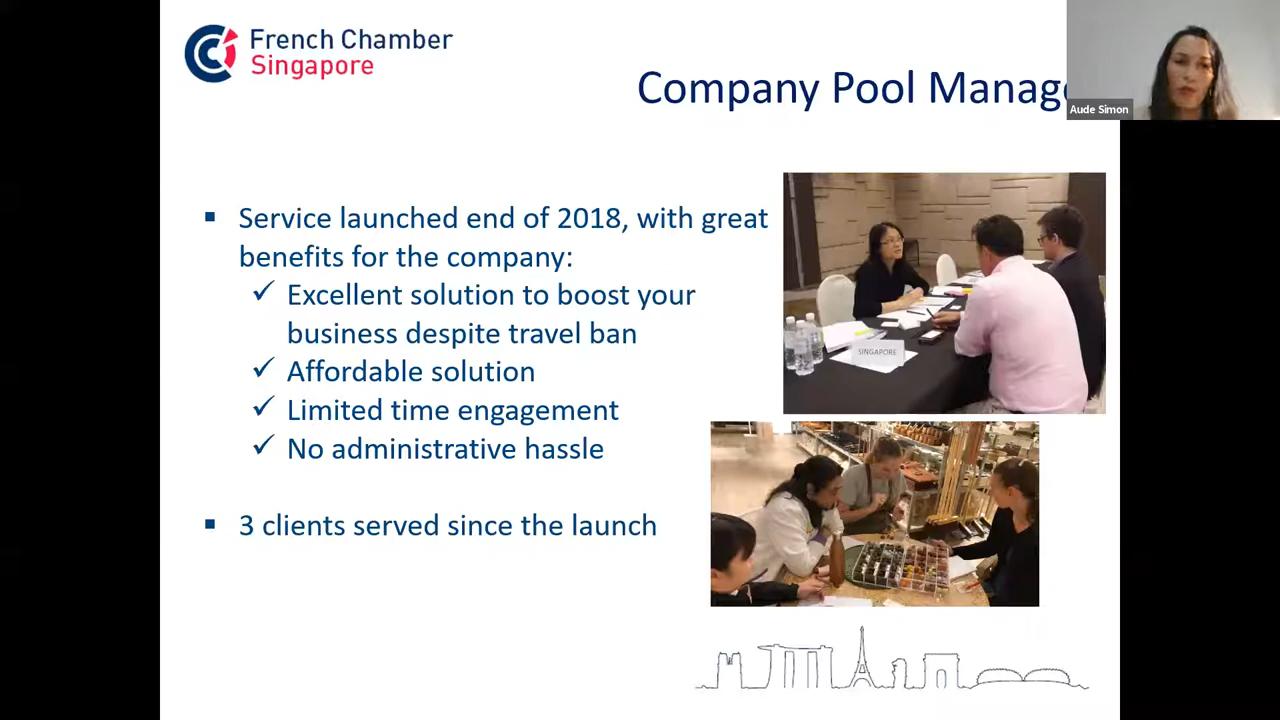 French Chamber
Singapore
Company Pool Manage
Aude Simon
▪ Service launched end of 2018, with great
benefits for the company:
✓ Excellent solution to boost your
business despite travel ban
✓ Affordable solution
✓ Limited time engagement
✓ No administrative hassle
▪ 3 clients served since the launch
SINGAPORE